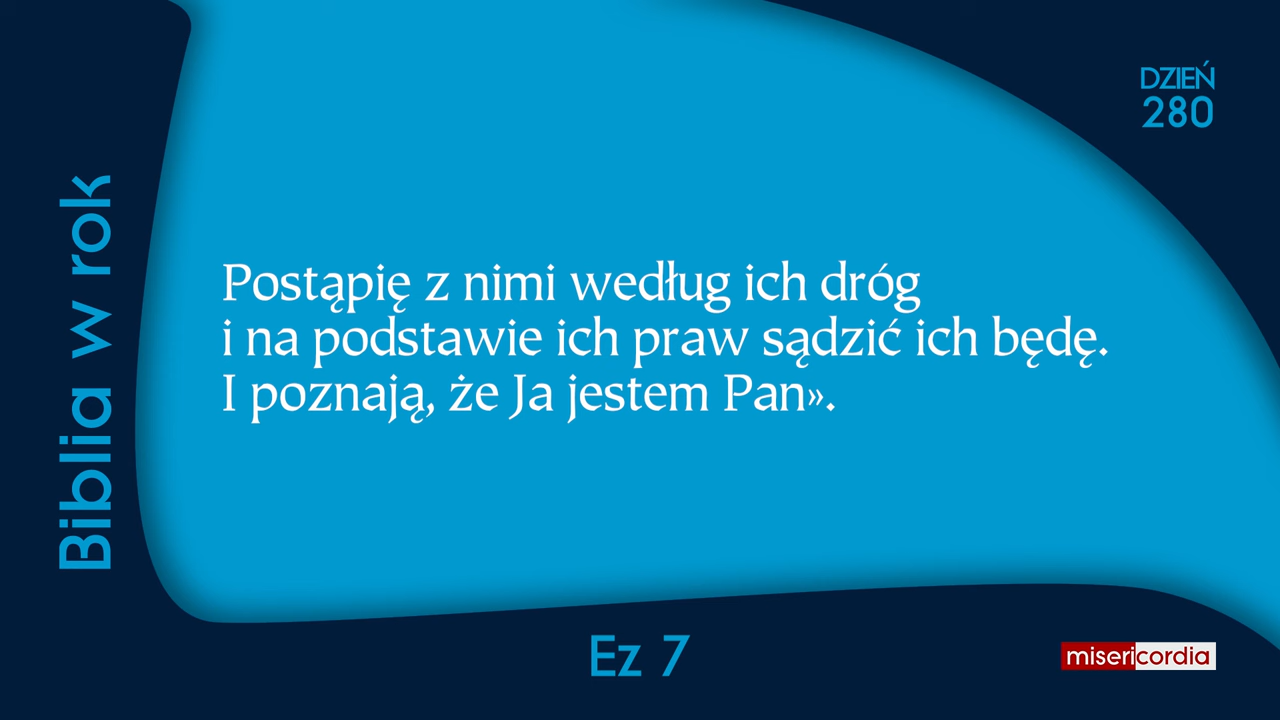 DZIEŃ
280
Biblia w rok
Postąpię z nimi według ich dróg
i na podstawie ich praw sądzić ich będę.
I poznają, że Ja jestem Pan».
Ez 7
misericordia